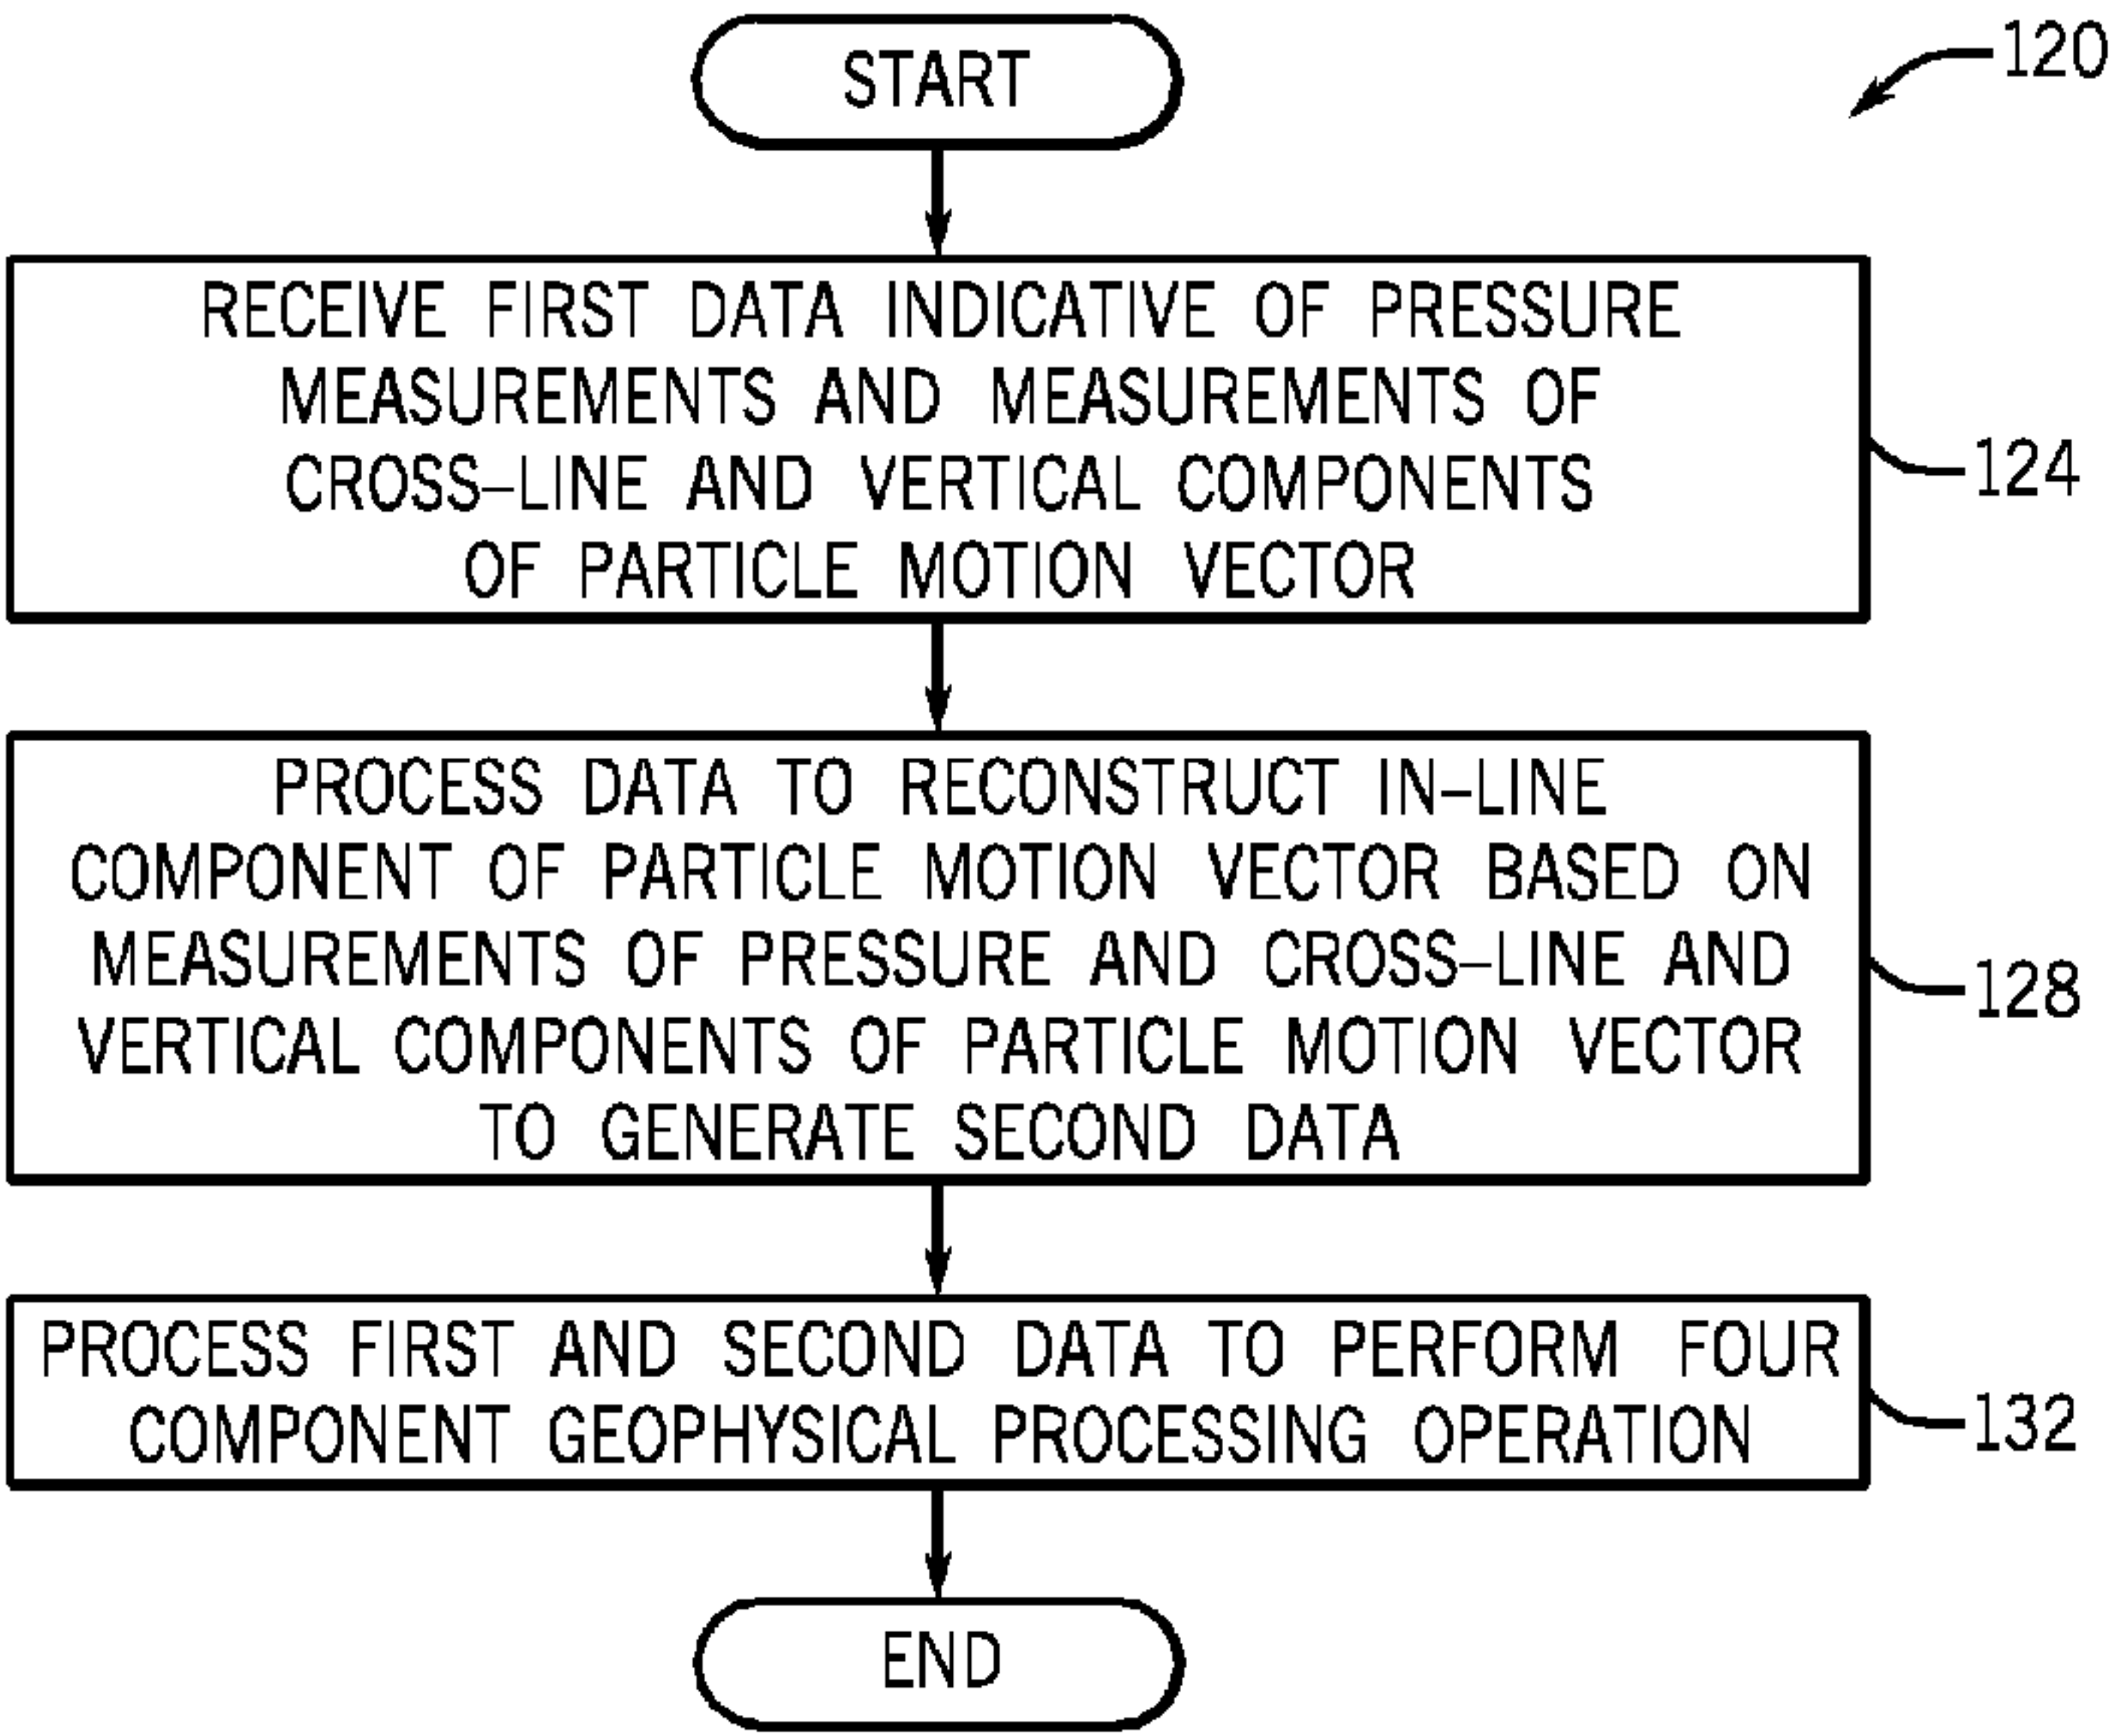 START
120
RECEIVE FIRST DATA INDICATIVE OF PRESSURE
MEASUREMENTS AND MEASUREMENTS OF
CROSS–LINE AND VERTICAL COMPONENTS
OF PARTICLE MOTION VECTOR
124
PROCESS DATA TO RECONSTRUCT IN–LINE
COMPONENT OF PARTICLE MOTION VECTOR BASED ON
MEASUREMENTS OF PRESSURE AND CROSS–LINE AND
VERTICAL COMPONENTS OF PARTICLE MOTION VECTOR
TO GENERATE SECOND DATA
128
PROCESS FIRST AND SECOND DATA TO PERFORM FOUR
COMPONENT GEOPHYSICAL PROCESSING OPERATION
132
END